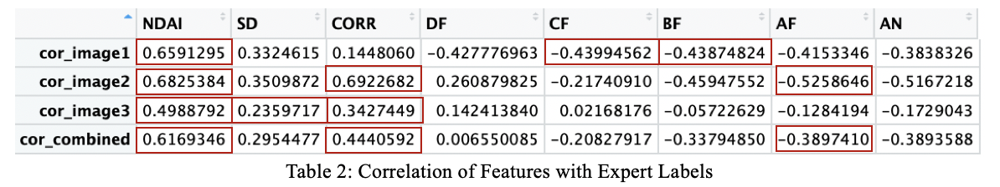 NDAI SD CORR DF CF BF AF AN
cor_image1 0.6591295 0.3324615 0.1448060 -0.427776963 -0.43994562 -0.43874824 -0.4153346 -0.3838326
cor_image2 0.6825384 0.3509872 0.6922682 0.260879825 -0.21740910 -0.45947552 -0.5258646 -0.5167218
cor_image3 0.4988792 0.2359717 0.3427449 0.142413840 0.02168176 -0.05722629 -0.1284194 -0.1729043
cor_combined 0.6169346 0.2954477 0.4440592 0.006550085 -0.20827917 -0.33794850 -0.3897410 -0.3893588
Table 2: Correlation of Features with Expert Labels